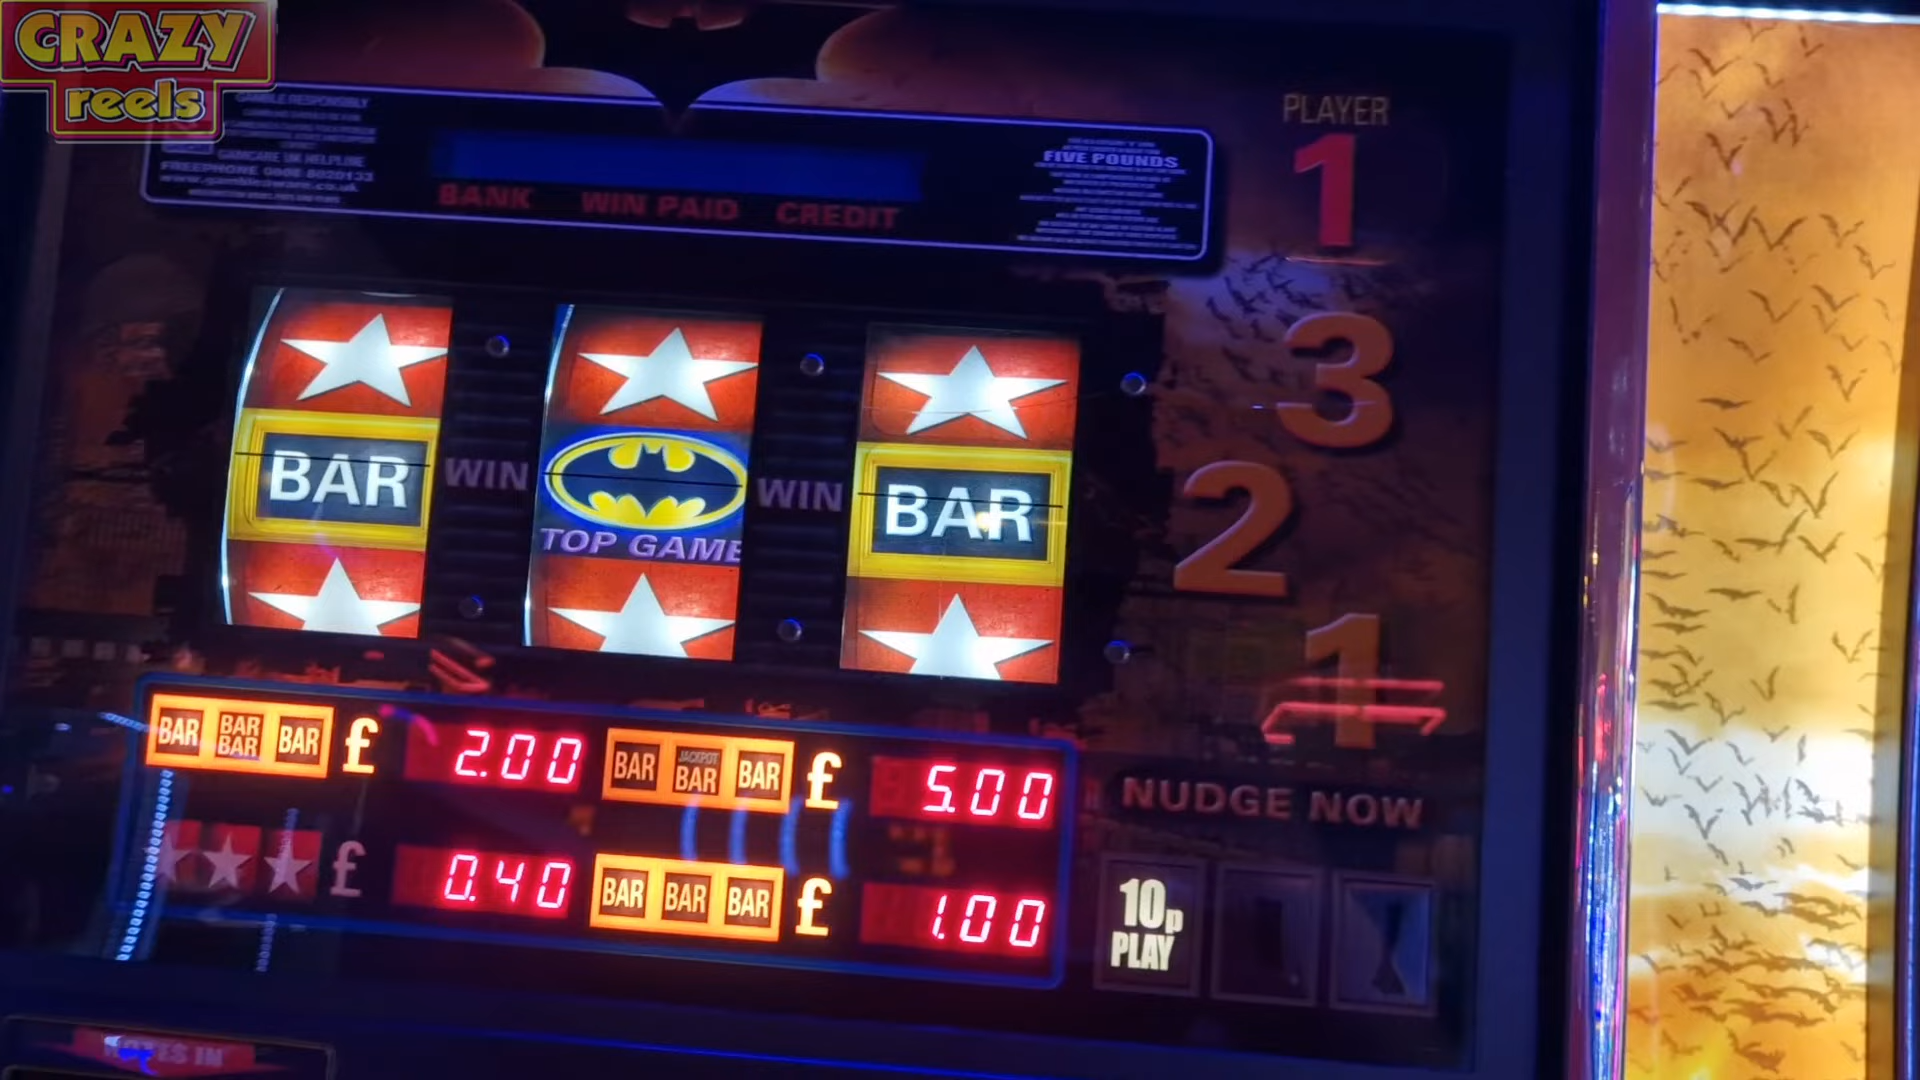 CRAZY
reels
GAMBLE RESPONSIBLY
GAMCARE UK HELPLINE
FREEPHONE 0808 8020133
www.gambleaware.co.uk
BANK WIN PAID CREDIT
FIVE POUNDS
PLAYER
1
3
2
1
BAR WIN TOP GAME WIN BAR
BAR BAR BAR BAR £ 2.00 BAR JACKPOT BAR BAR £ 5.00
£ 0.40 BAR BAR BAR £ 1.00
NUDGE NOW
10p
PLAY
NOTES IN